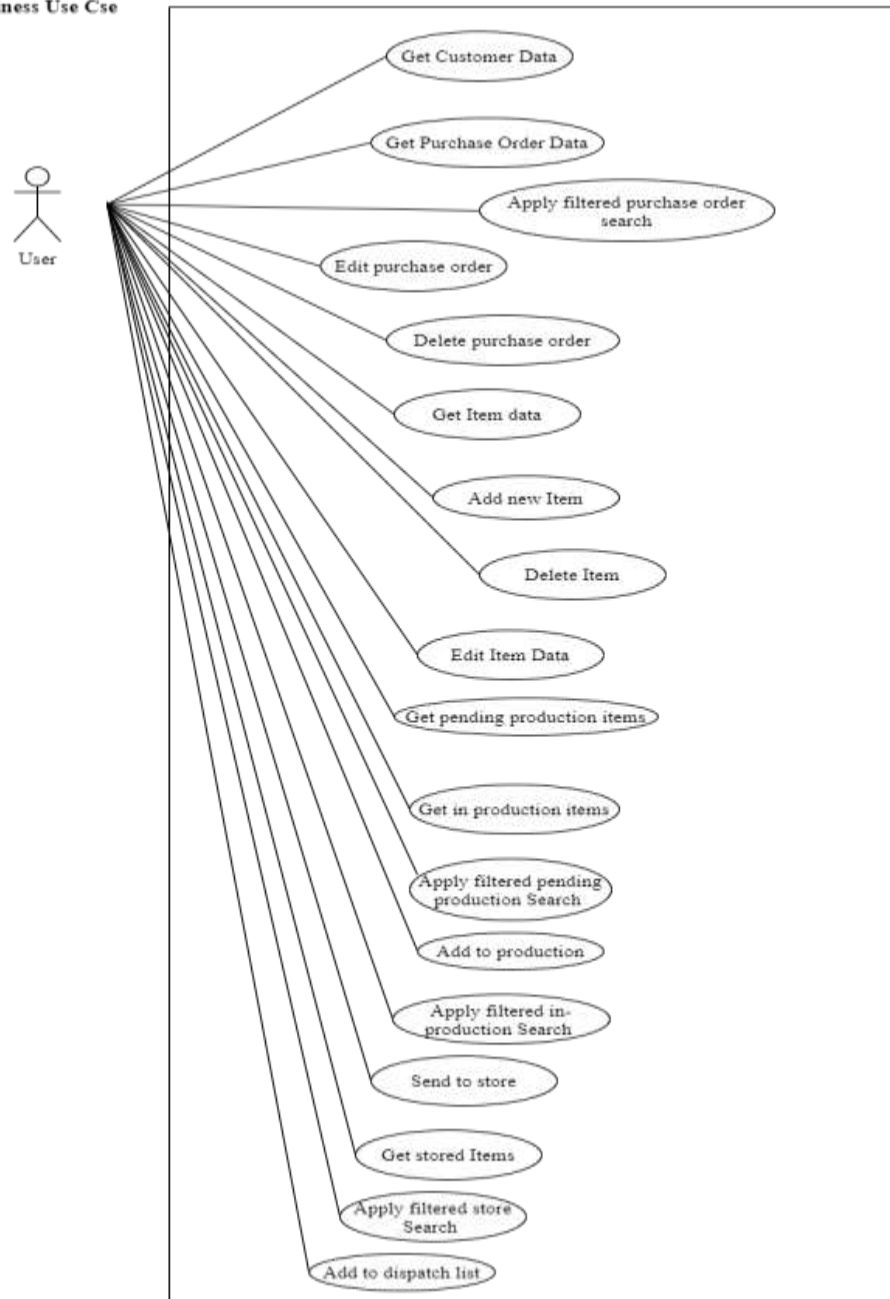 ness Use Cse
Get Customer Data
Get Purchase Order Data
Apply filtered purchase order
search
User
Edit purchase order
Delete purchase order
Get Item data
Add new Item
Delete Item
Edit Item Data
Get pending production items
Get in production items
Apply filtered pending
production Search
Add to production
Apply filtered in-
production Search
Send to store
Get stored Items
Apply filtered store
Search
Add to dispatch list